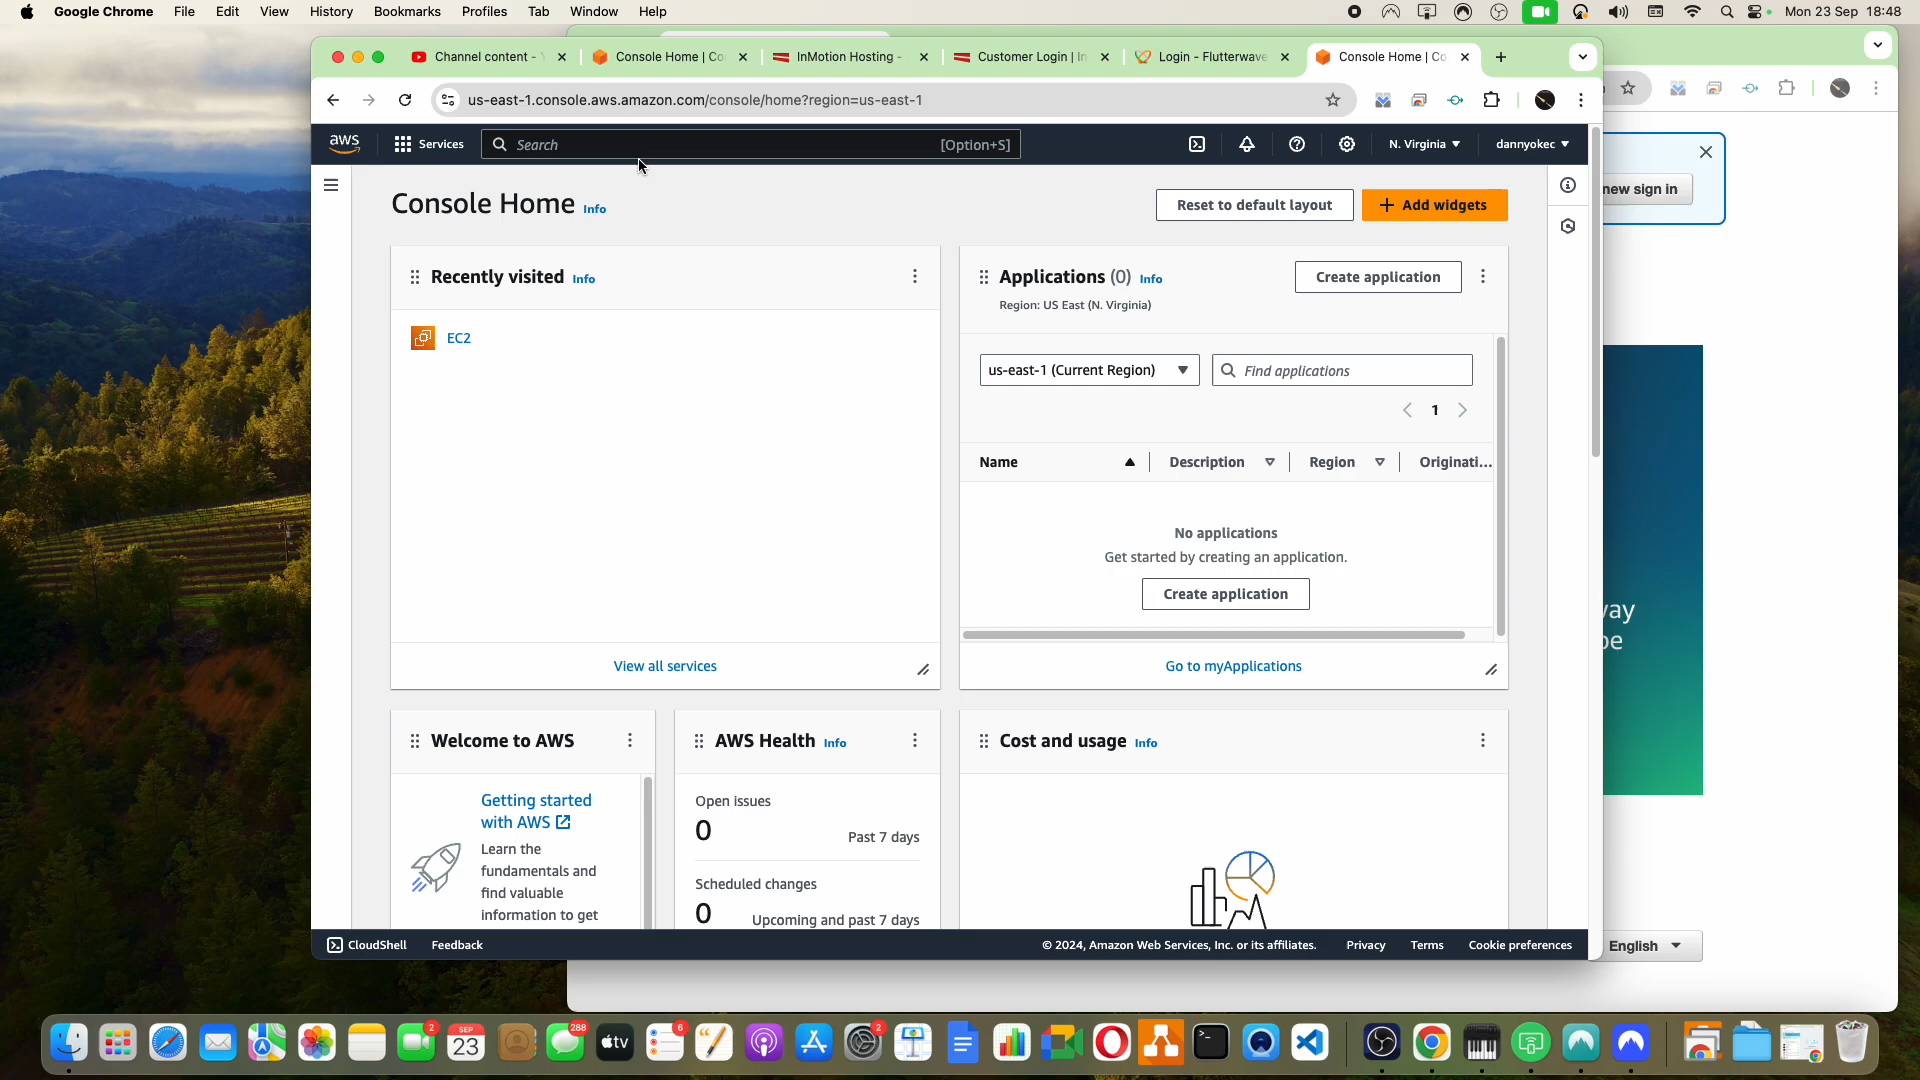 Google Chrome File Edit View History Bookmarks Profiles Tab Window Help Mon 23 Sep 18:48
Channel content - Console Home | Co InMotion Hosting - Customer Login | In Login - Flutterwave Console Home | Co
us-east-1.console.aws.amazon.com/console/home?region=us-east-1
aws Services Search [Option+S] N. Virginia dannyokec
new sign in
Console Home Info Reset to default layout Add widgets
Recently visited Info
EC2
View all services
Applications (0) Info Create application
Region: US East (N. Virginia)
us-east-1 (Current Region) Find applications
1
Name Description Region Originati...
No applications
Get started by creating an application.
Create application
Go to myApplications
way
be
Welcome to AWS
Getting started
with AWS
Learn the
fundamentals and
find valuable
information to get
AWS Health Info
Open issues
0 Past 7 days
Scheduled changes
0 Upcoming and past 7 days
Cost and usage Info
CloudShell Feedback © 2024, Amazon Web Services, Inc. or its affiliates. Privacy Terms Cookie preferences
English
2
SEP
23
288
tv
6
2